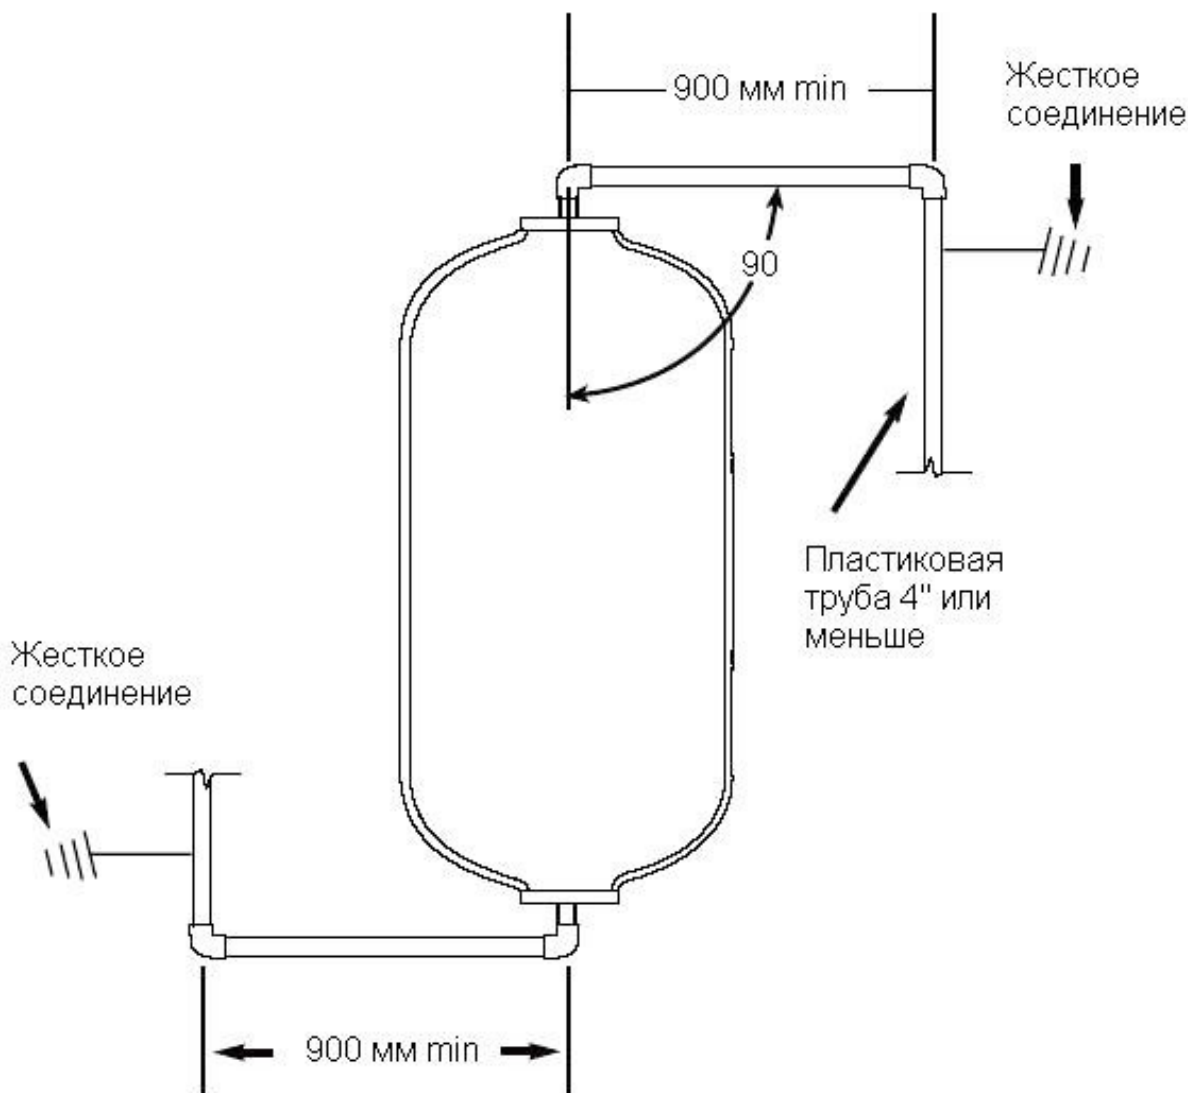 900 мм min
Жесткое
соединение
90
Пластиковая
труба 4" или
меньше
Жесткое
соединение
900 мм min